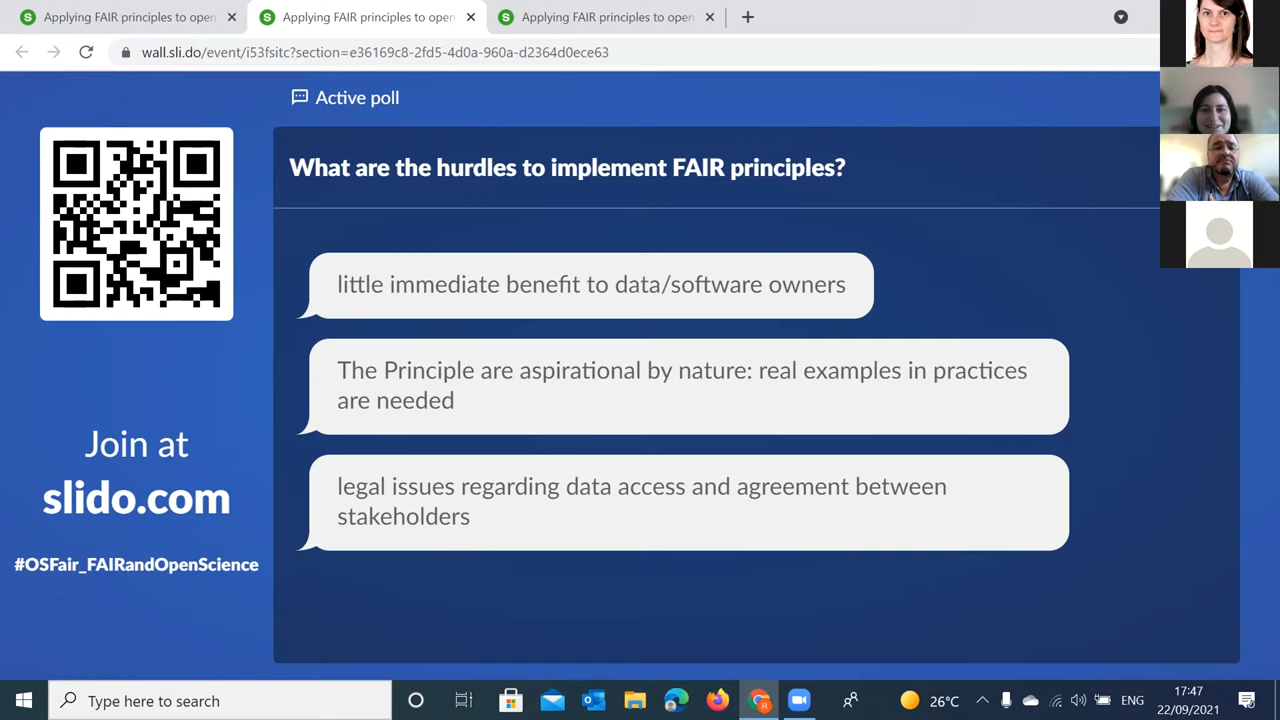 Applying FAIR principles to open
Applying FAIR principles to open
Applying FAIR principles to open
wall.sli.do/event/i53fsitc?section=e36169c8-2fd5-4d0a-960a-d2364d0ece63
Active poll
What are the hurdles to implement FAIR principles?
little immediate benefit to data/software owners
The Principle are aspirational by nature: real examples in practices
are needed
legal issues regarding data access and agreement between
stakeholders
Join at
slido.com
#OSFair_FAIRandOpenScience
Type here to search
26°C
ENG
17:47
22/09/2021